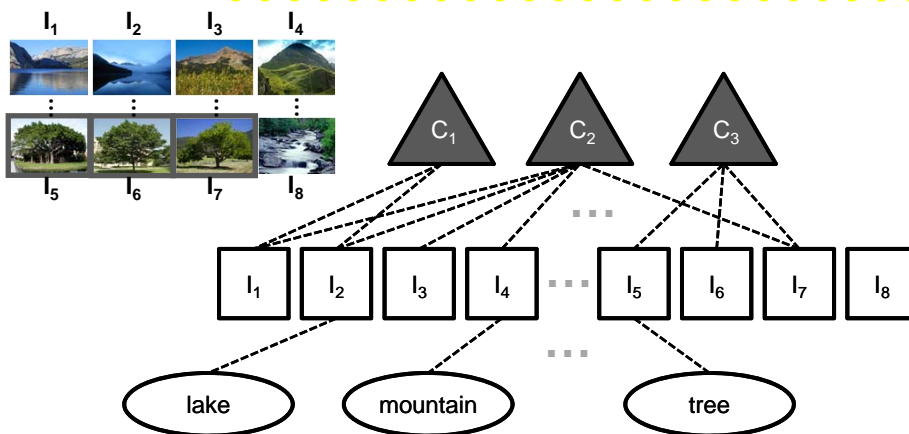 I₁ I₂ I₃ I₄
I₅ I₆ I₇ I₈
C₁ C₂ C₃
I₁ I₂ I₃ I₄ I₅ I₆ I₇ I₈
lake mountain tree